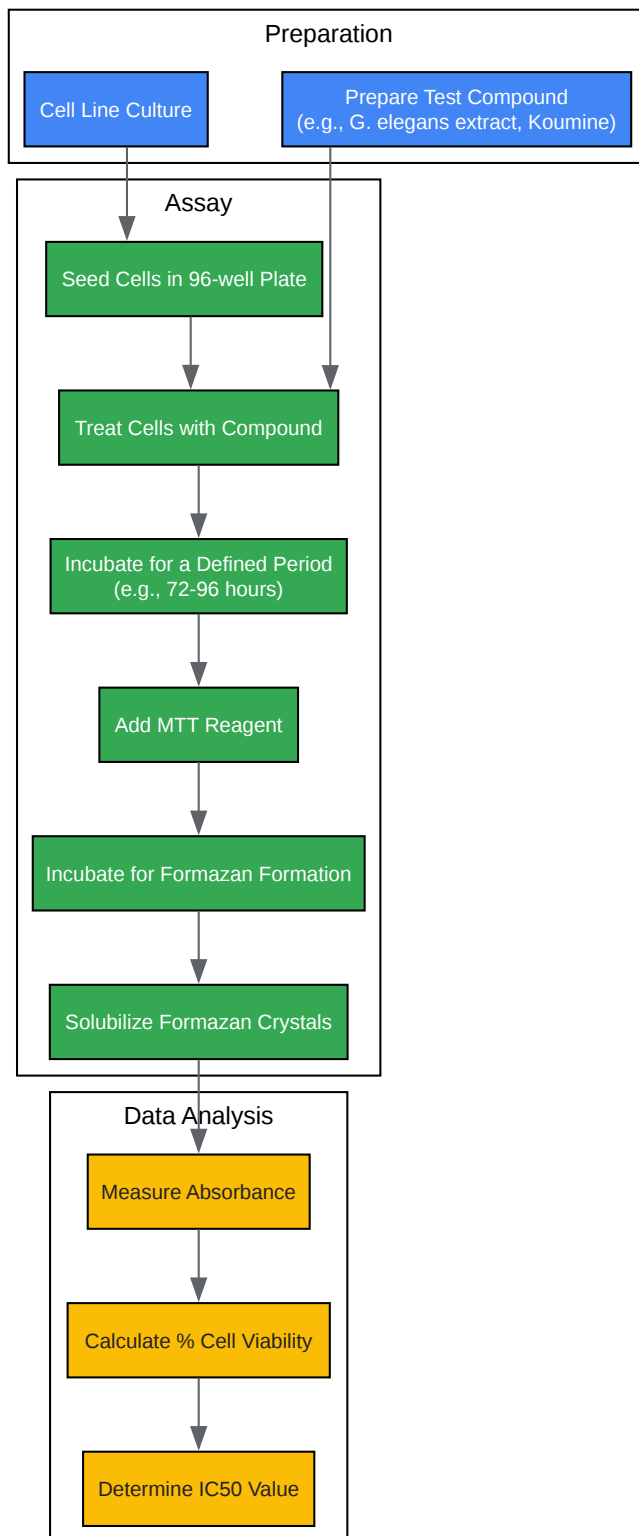 Preparation
Cell Line Culture
Prepare Test Compound
(e.g., G. elegans extract, Koumine)
Assay
Seed Cells in 96-well Plate
Treat Cells with Compound
Incubate for a Defined Period
(e.g., 72-96 hours)
Add MTT Reagent
Incubate for Formazan Formation
Solubilize Formazan Crystals
Data Analysis
Measure Absorbance
Calculate % Cell Viability
Determine IC50 Value